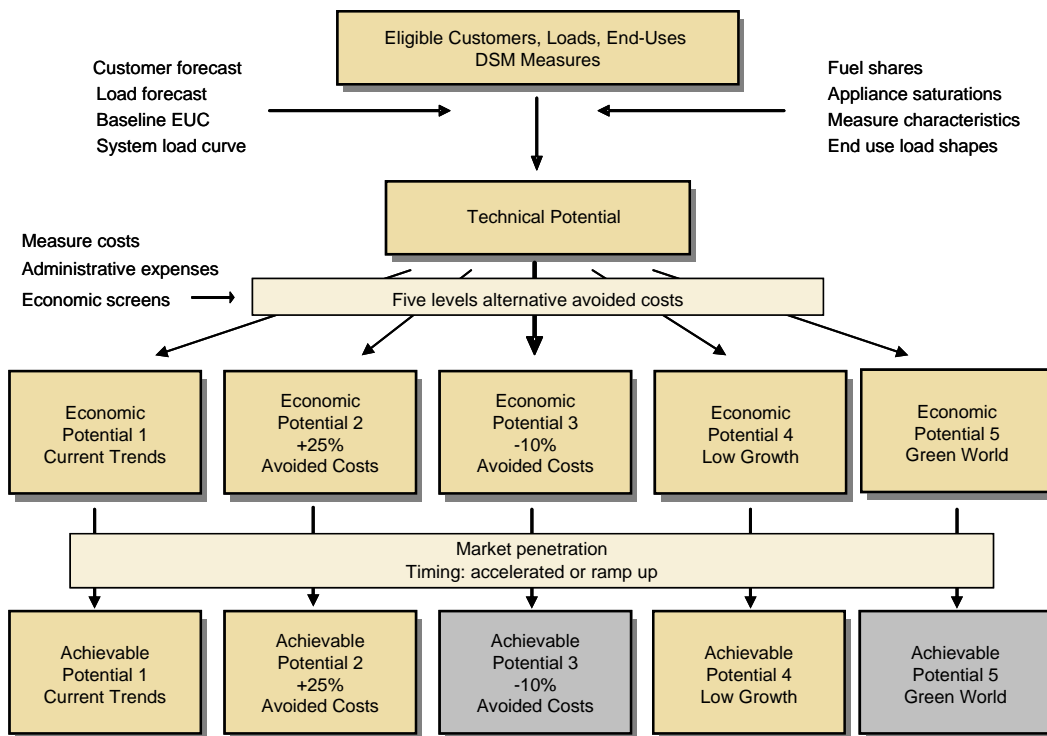 Eligible Customers, Loads, End-Uses
DSM Measures
Customer forecast
Load forecast
Baseline EUC
System load curve
Fuel shares
Appliance saturations
Measure characteristics
End use load shapes
Technical Potential
Measure costs
Administrative expenses
Economic screens
Five levels alternative avoided costs
Economic
Potential 1
Current Trends
Economic
Potential 2
+25%
Avoided Costs
Economic
Potential 3
-10%
Avoided Costs
Economic
Potential 4
Low Growth
Economic
Potential 5
Green World
Market penetration
Timing: accelerated or ramp up
Achievable
Potential 1
Current Trends
Achievable
Potential 2
+25%
Avoided Costs
Achievable
Potential 3
-10%
Avoided Costs
Achievable
Potential 4
Low Growth
Achievable
Potential 5
Green World